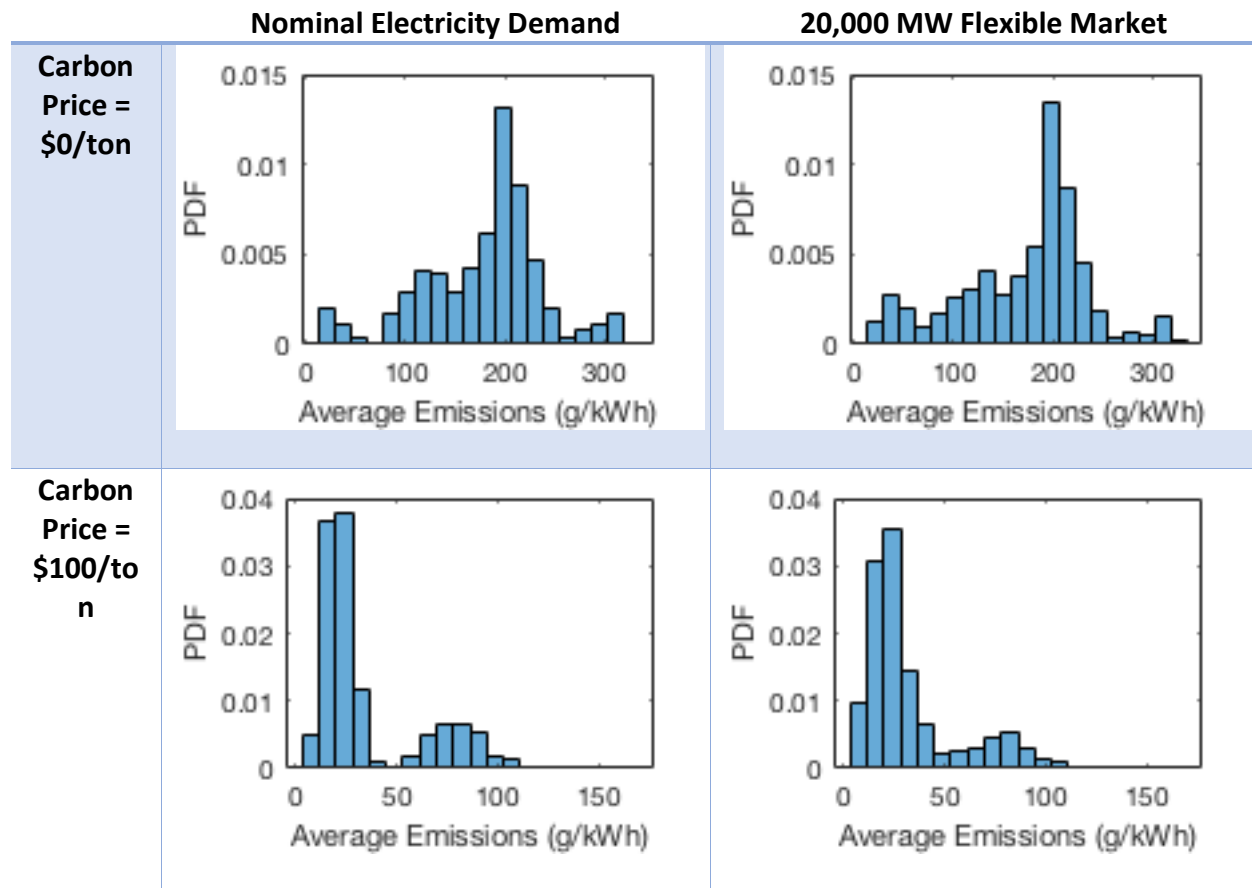 Nominal Electricity Demand
20,000 MW Flexible Market
Carbon
Price =
$0/ton
0.015
0.01
0.005
0
PDF
0 100 200 300
Average Emissions (g/kWh)
0.015
0.01
0.005
0
PDF
0 100 200 300
Average Emissions (g/kWh)
Carbon
Price =
$100/to
n
0.04
0.03
0.02
0.01
0
PDF
0 50 100 150
Average Emissions (g/kWh)
0.04
0.03
0.02
0.01
0
PDF
0 50 100 150
Average Emissions (g/kWh)